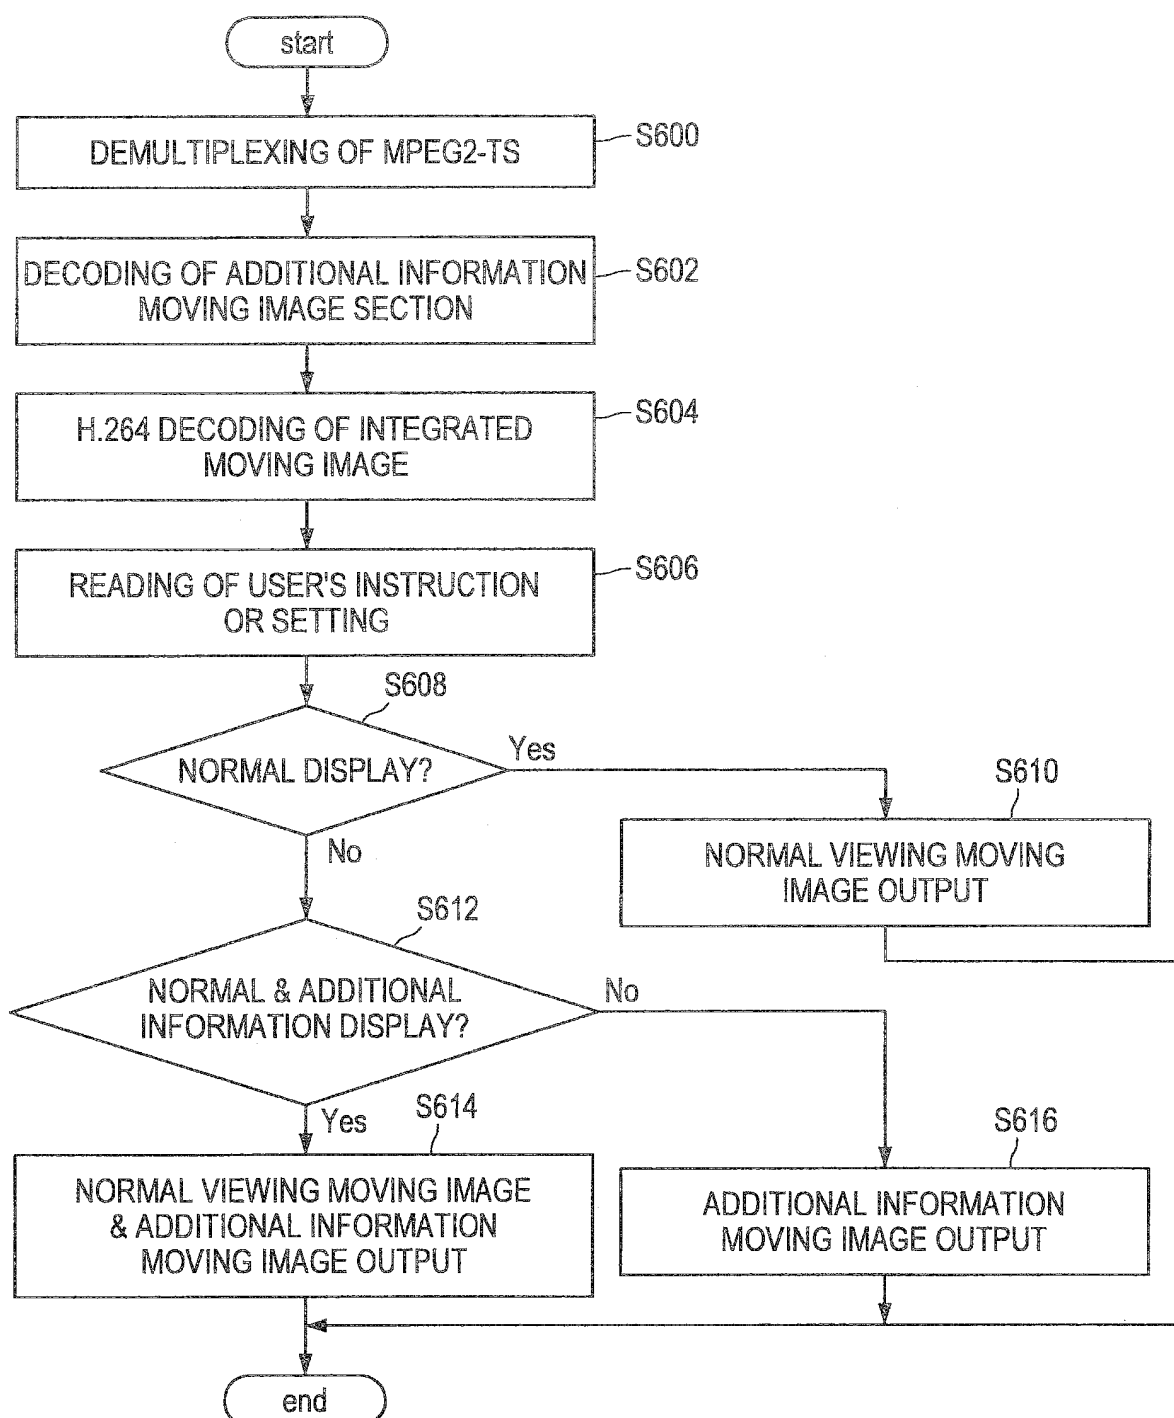 start
DEMULTIPLEXING OF MPEG2-TS
S600
DECODING OF ADDITIONAL INFORMATION
MOVING IMAGE SECTION
S602
H.264 DECODING OF INTEGRATED
MOVING IMAGE
S604
READING OF USER'S INSTRUCTION
OR SETTING
S606
S608
NORMAL DISPLAY?
Yes
No
S610
NORMAL VIEWING MOVING
IMAGE OUTPUT
S612
NORMAL & ADDITIONAL
INFORMATION DISPLAY?
No
Yes
S614
NORMAL VIEWING MOVING IMAGE
& ADDITIONAL INFORMATION
MOVING IMAGE OUTPUT
S616
ADDITIONAL INFORMATION
MOVING IMAGE OUTPUT
end